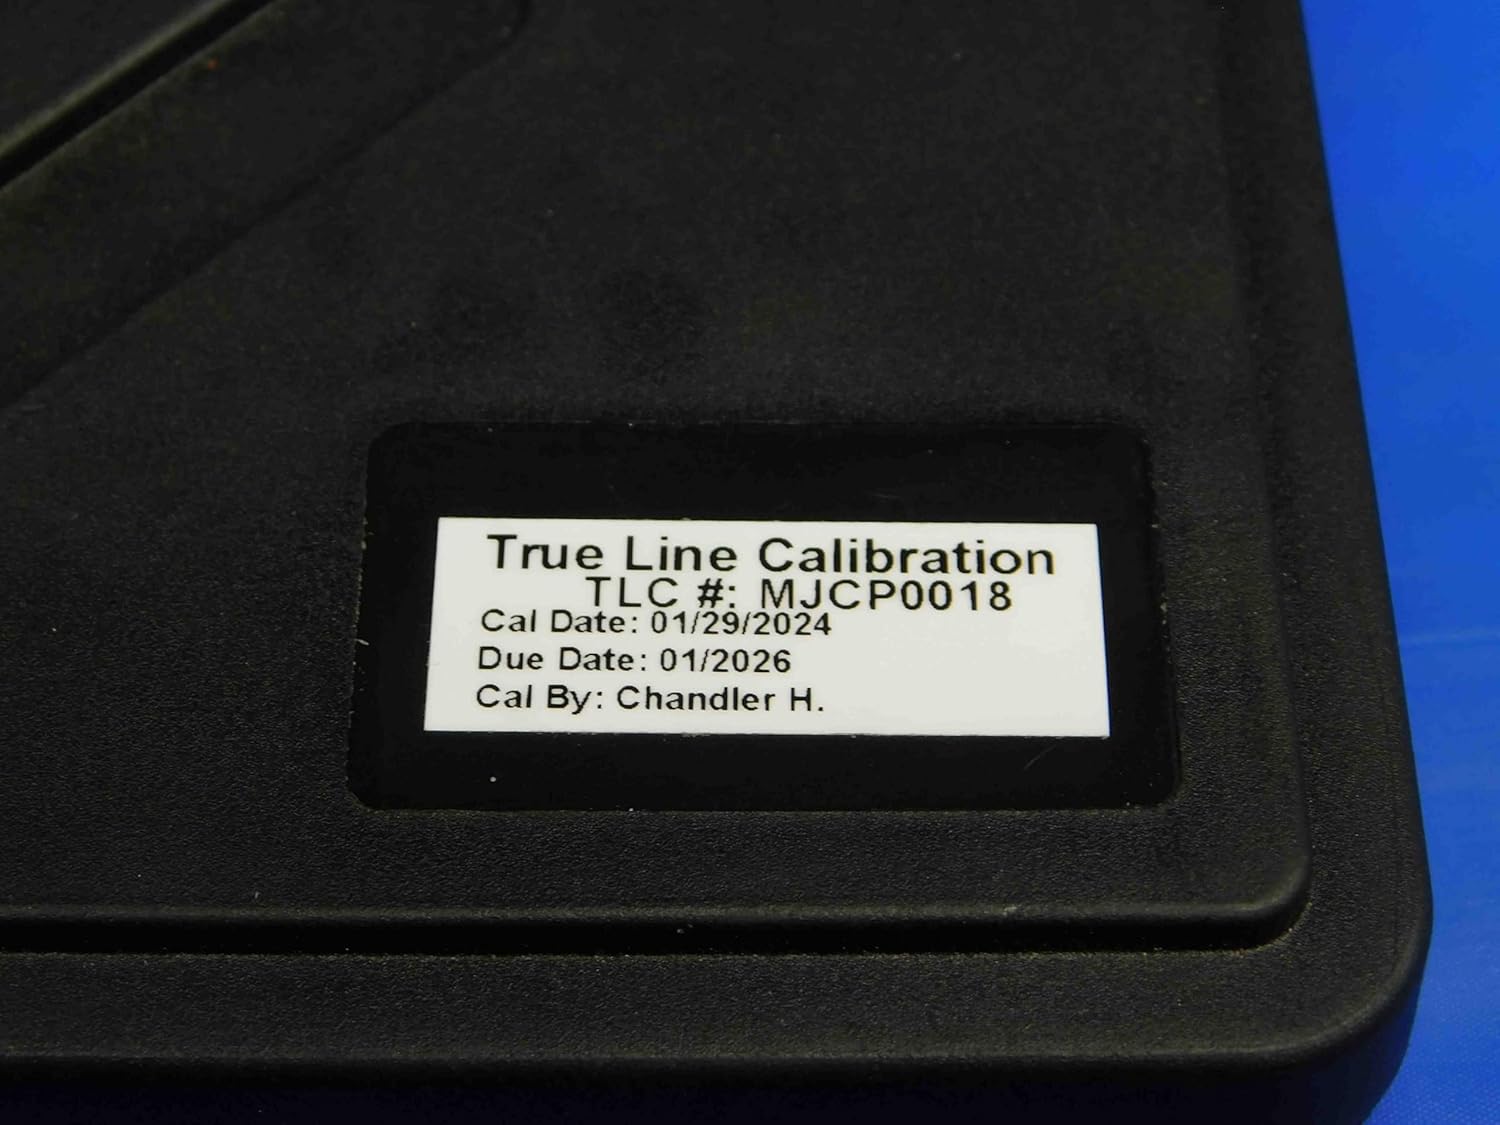 True Line Calibration
TLC #: MJCP0018
Cal Date: 01/29/2024
Due Date: 01/2026
Cal By: Chandler H.